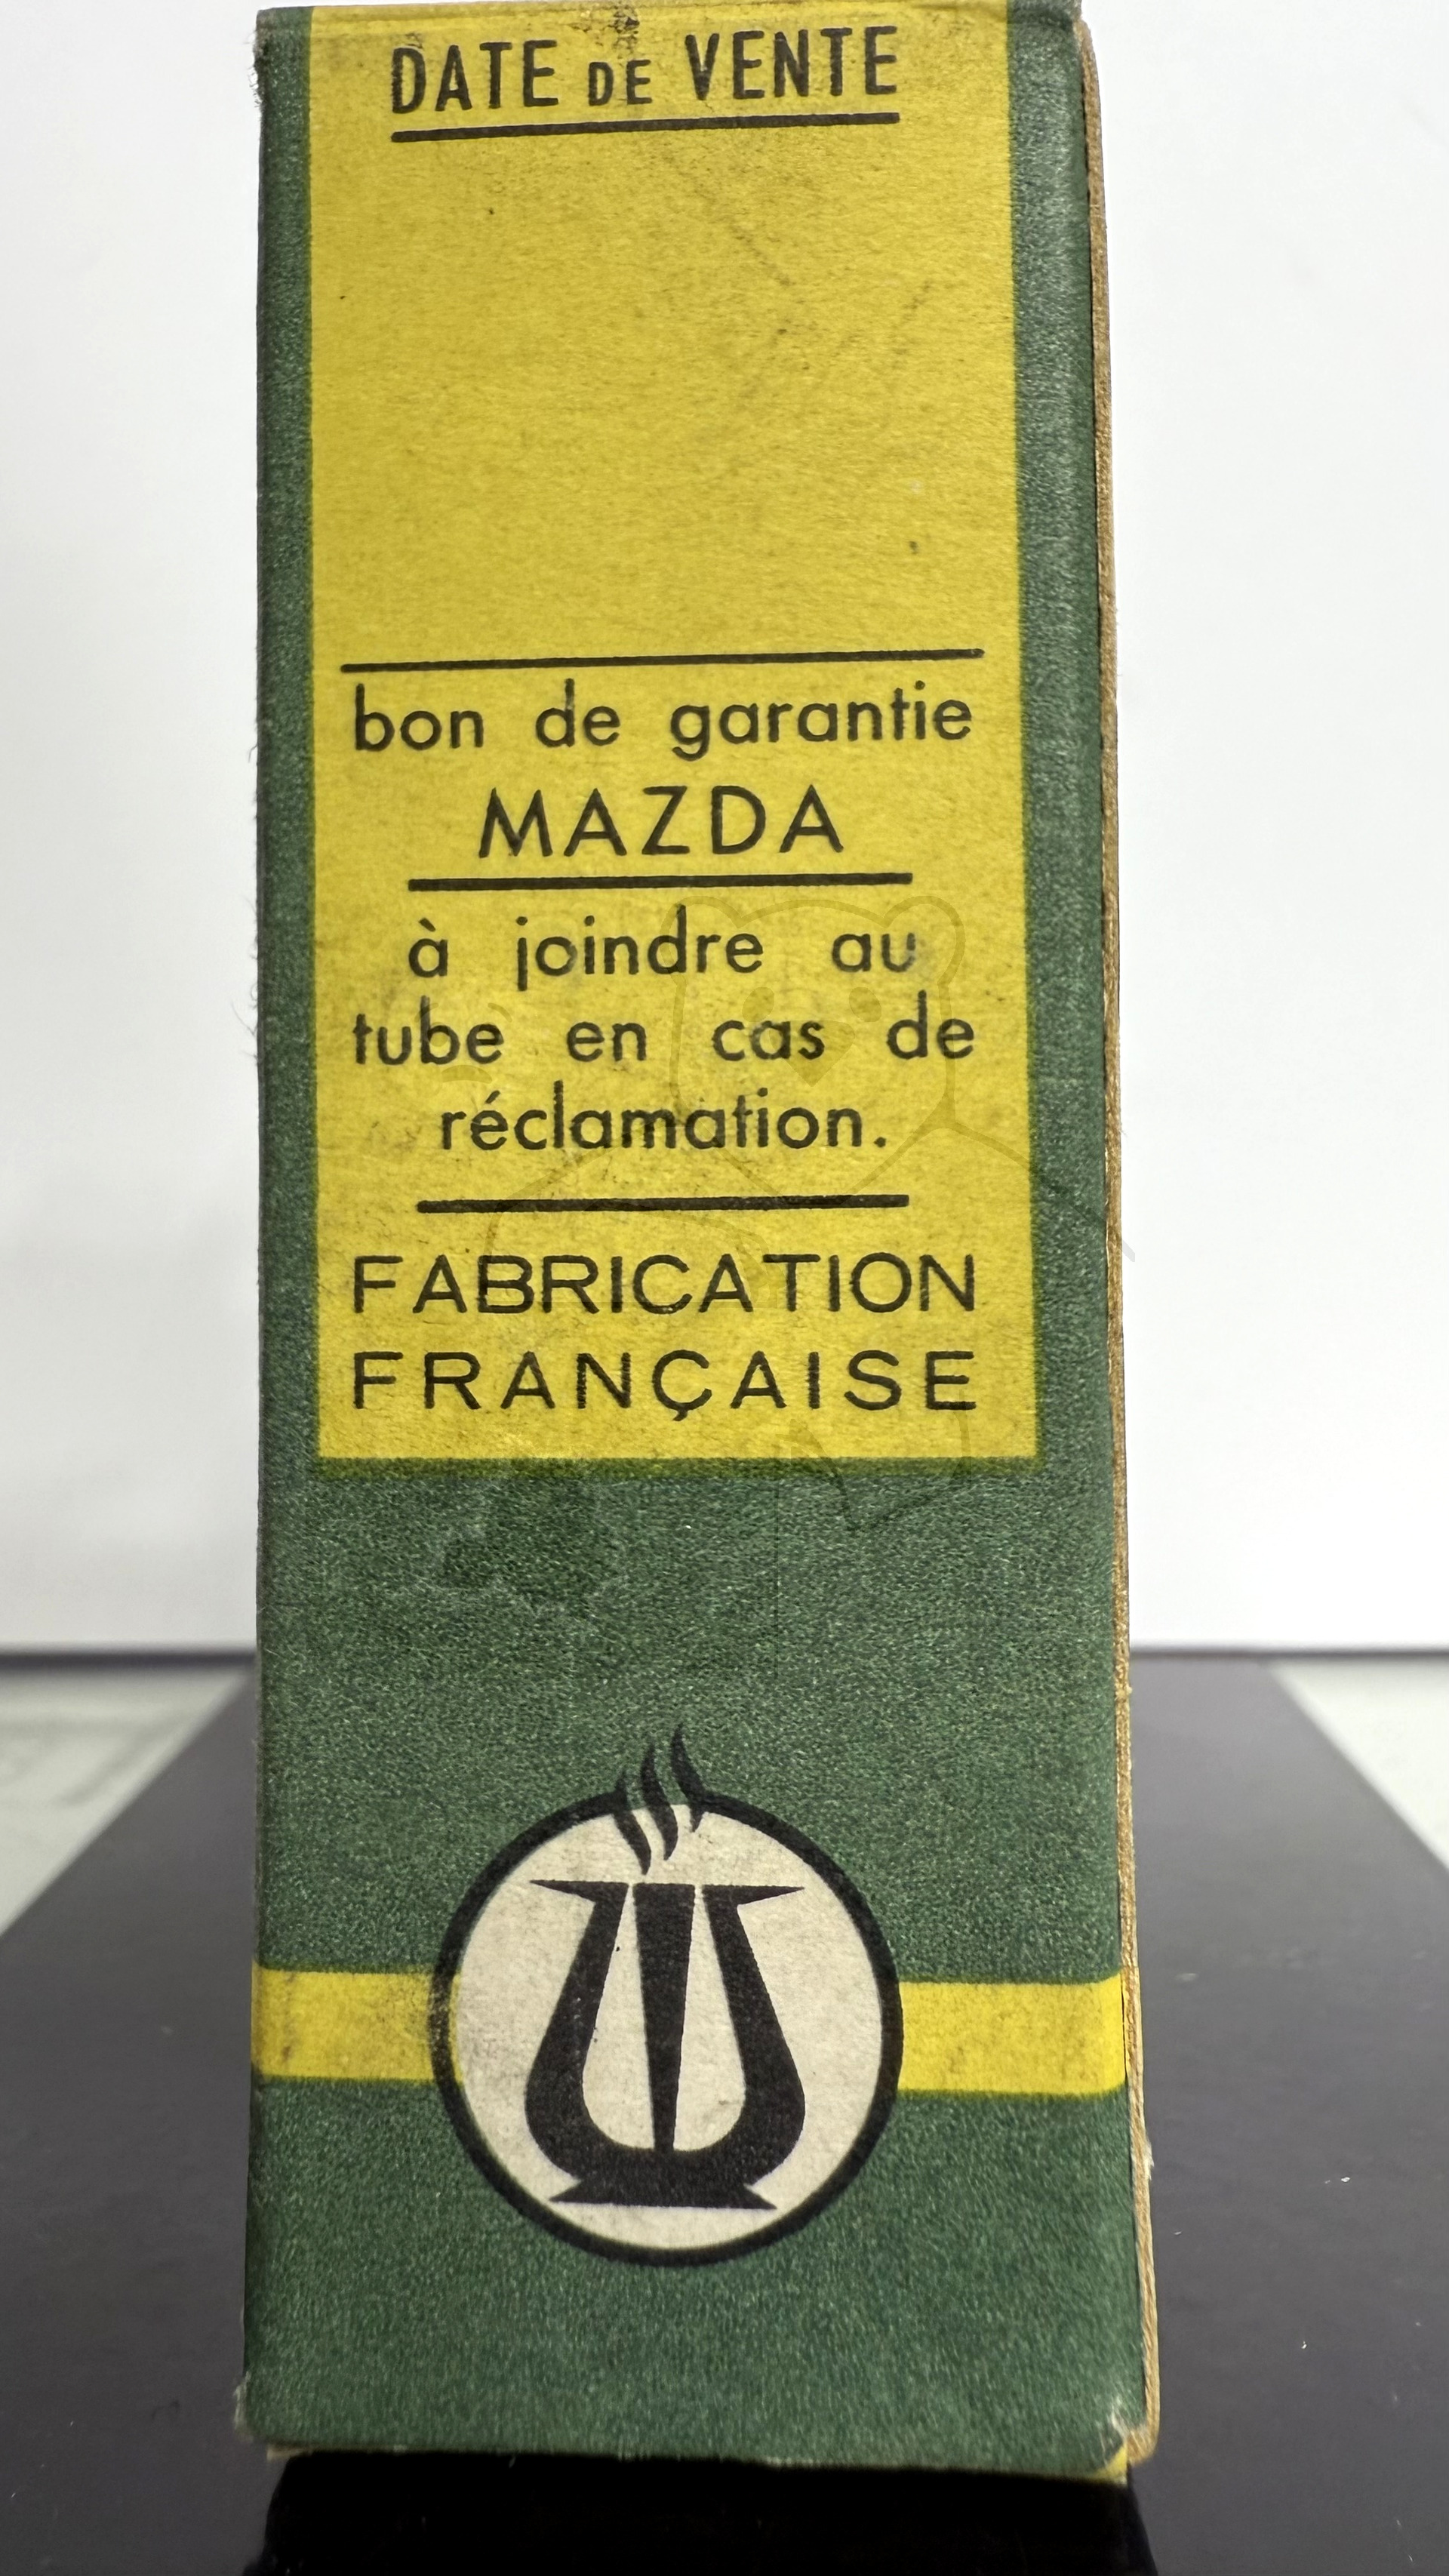 DATE DE VENTE
bon de garantie
MAZDA
à joindre au
tube en cas de
réclamation.
FABRICATION
FRANÇAISE